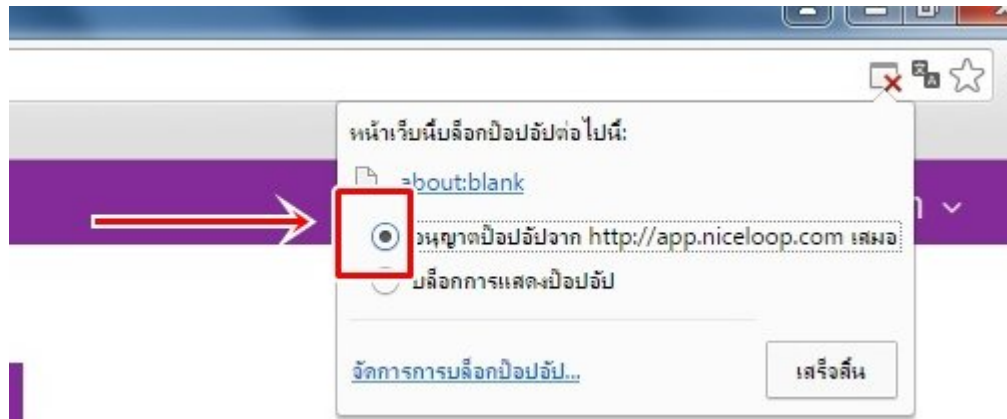 หน้าเว็บนี้บล็อกป๊อปอัปต่อไปนี้:
about:blank
อนุญาตป๊อปอัปจาก http://app.niceloop.com เสมอ
บล็อกการแสดงป๊อปอัป
จัดการการบล็อกป๊อปอัป...
เสร็จสิ้น